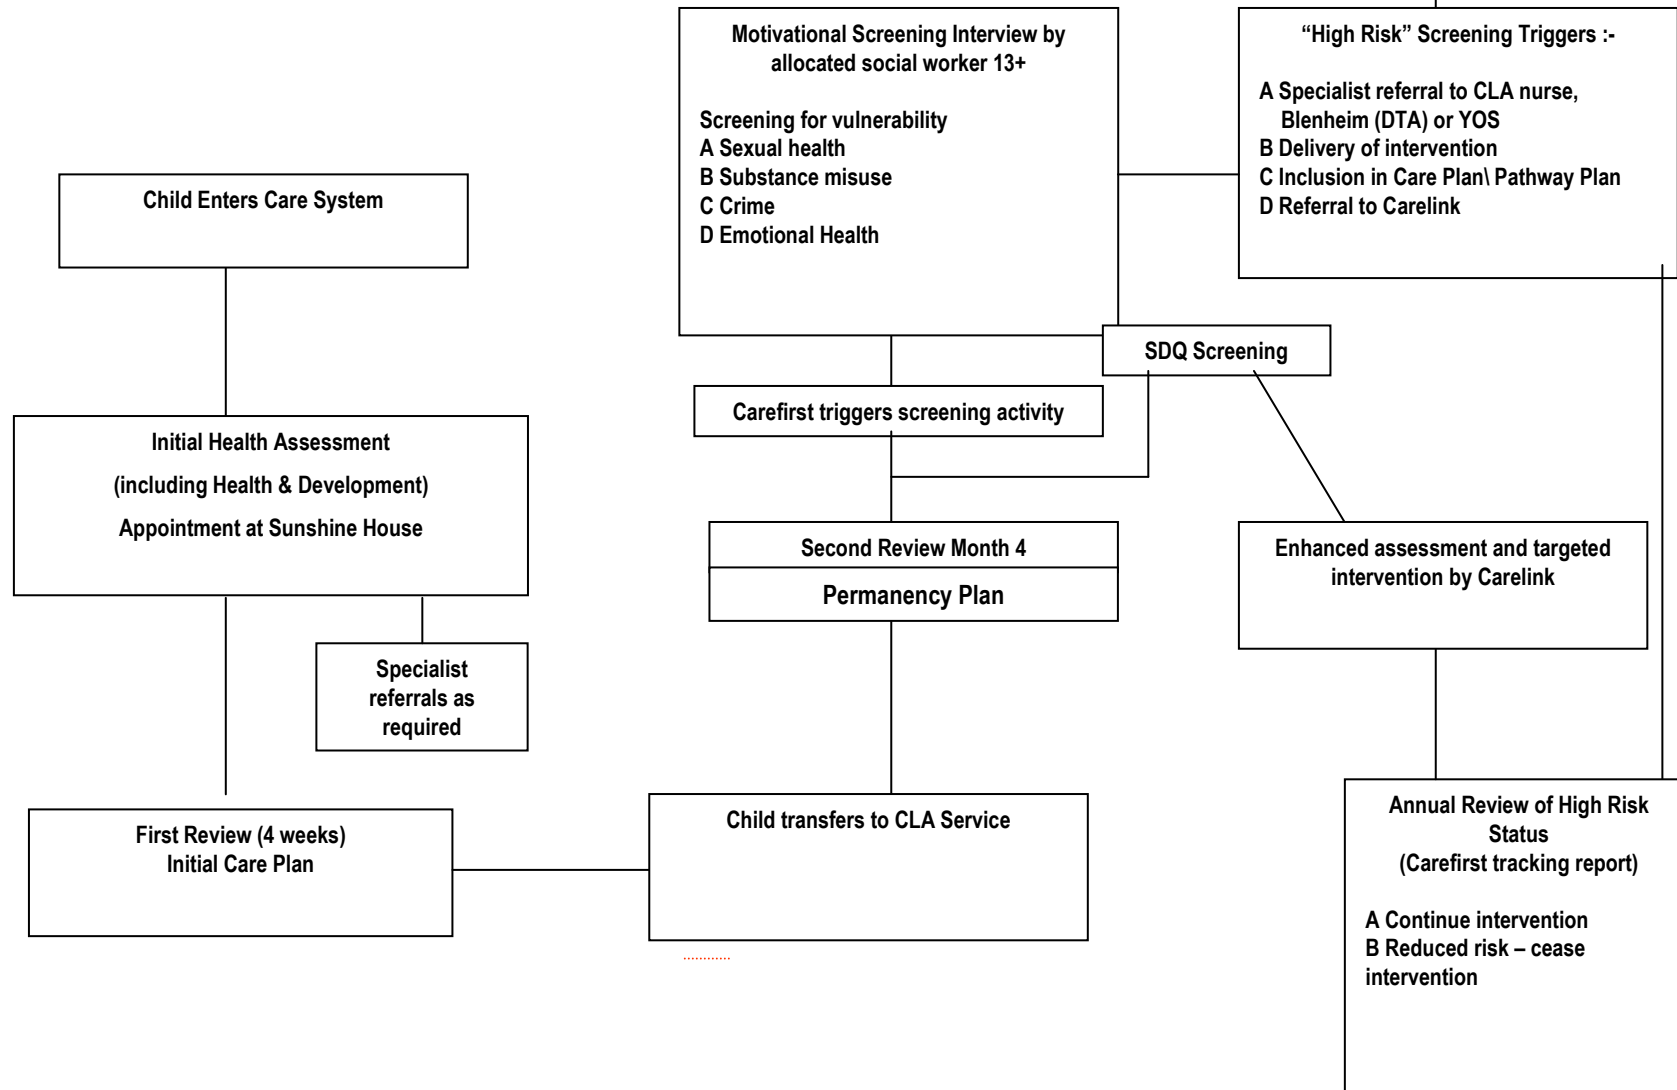 Child Enters Care System
Initial Health Assessment
(including Health & Development)
Appointment at Sunshine House
Specialist
referrals as
required
First Review (4 weeks)
Initial Care Plan
Child transfers to CLA Service
Second Review Month 4
Permanency Plan
Carefirst triggers screening activity
Motivational Screening Interview by
allocated social worker 13+
Screening for vulnerability
A Sexual health
B Substance misuse
C Crime
D Emotional Health
SDQ Screening
“High Risk” Screening Triggers :-
A Specialist referral to CLA nurse,
Blenheim (DTA) or YOS
B Delivery of intervention
C Inclusion in Care Plan\ Pathway Plan
D Referral to Carelink
Enhanced assessment and targeted
intervention by Carelink
Annual Review of High Risk
Status
(Carefirst tracking report)
A Continue intervention
B Reduced risk – cease
intervention